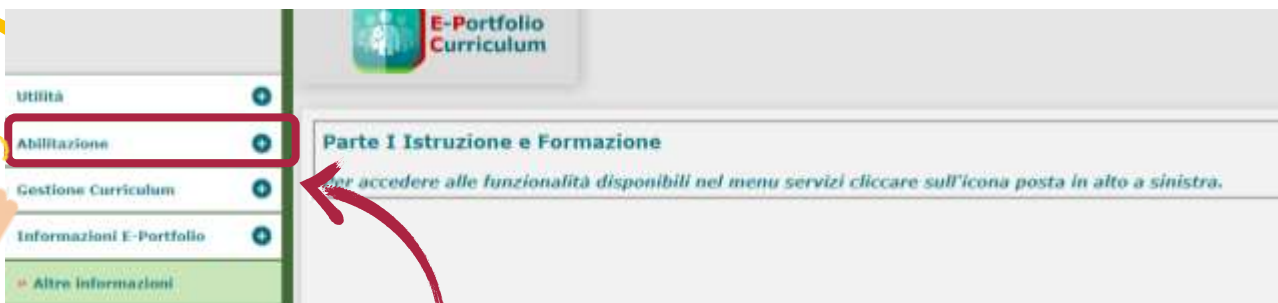 E-Portfolio
Curriculum
Utilità
Abilitazione
Gestione Curriculum
Informazioni E-Portfolio
» Altre informazioni
Parte I Istruzione e Formazione
Per accedere alle funzionalità disponibili nel menu servizi cliccare sull'icona posta in alto a sinistra.